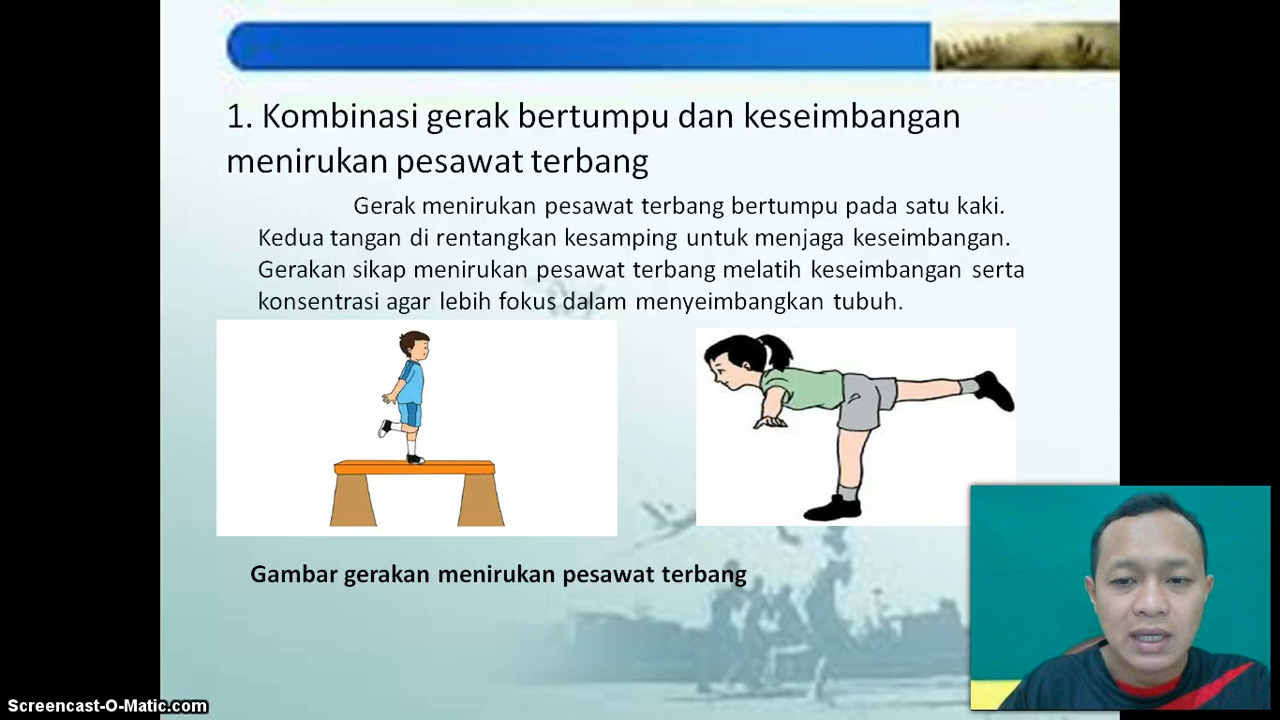 1. Kombinasi gerak bertumpu dan keseimbangan
menirukan pesawat terbang
Gerak menirukan pesawat terbang bertumpu pada satu kaki.
Kedua tangan di rentangkan kesamping untuk menjaga keseimbangan.
Gerakan sikap menirukan pesawat terbang melatih keseimbangan serta
konsentrasi agar lebih fokus dalam menyeimbangkan tubuh.
Gambar gerakan menirukan pesawat terbang
Screencast-O-Matic.com